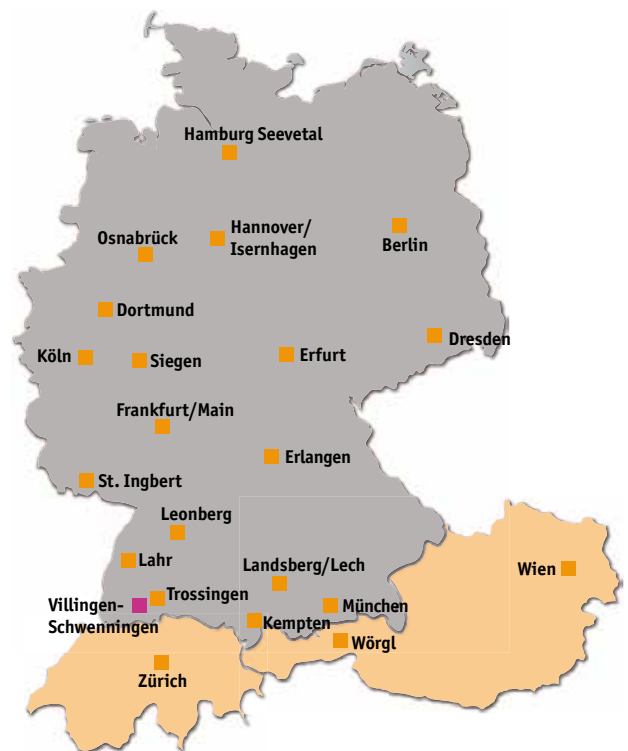 Hamburg Seevetal
Hannover/
Isernhagen
Osnabrück
Berlin
Dortmund
Dresden
Köln
Siegen
Erfurt
Frankfurt/Main
Erlangen
St. Ingbert
Leonberg
Lahr
Landsberg/Lech
Wien
Trossingen
Villingen-
Schwenningen
München
Kempten
Wörgl
Zürich